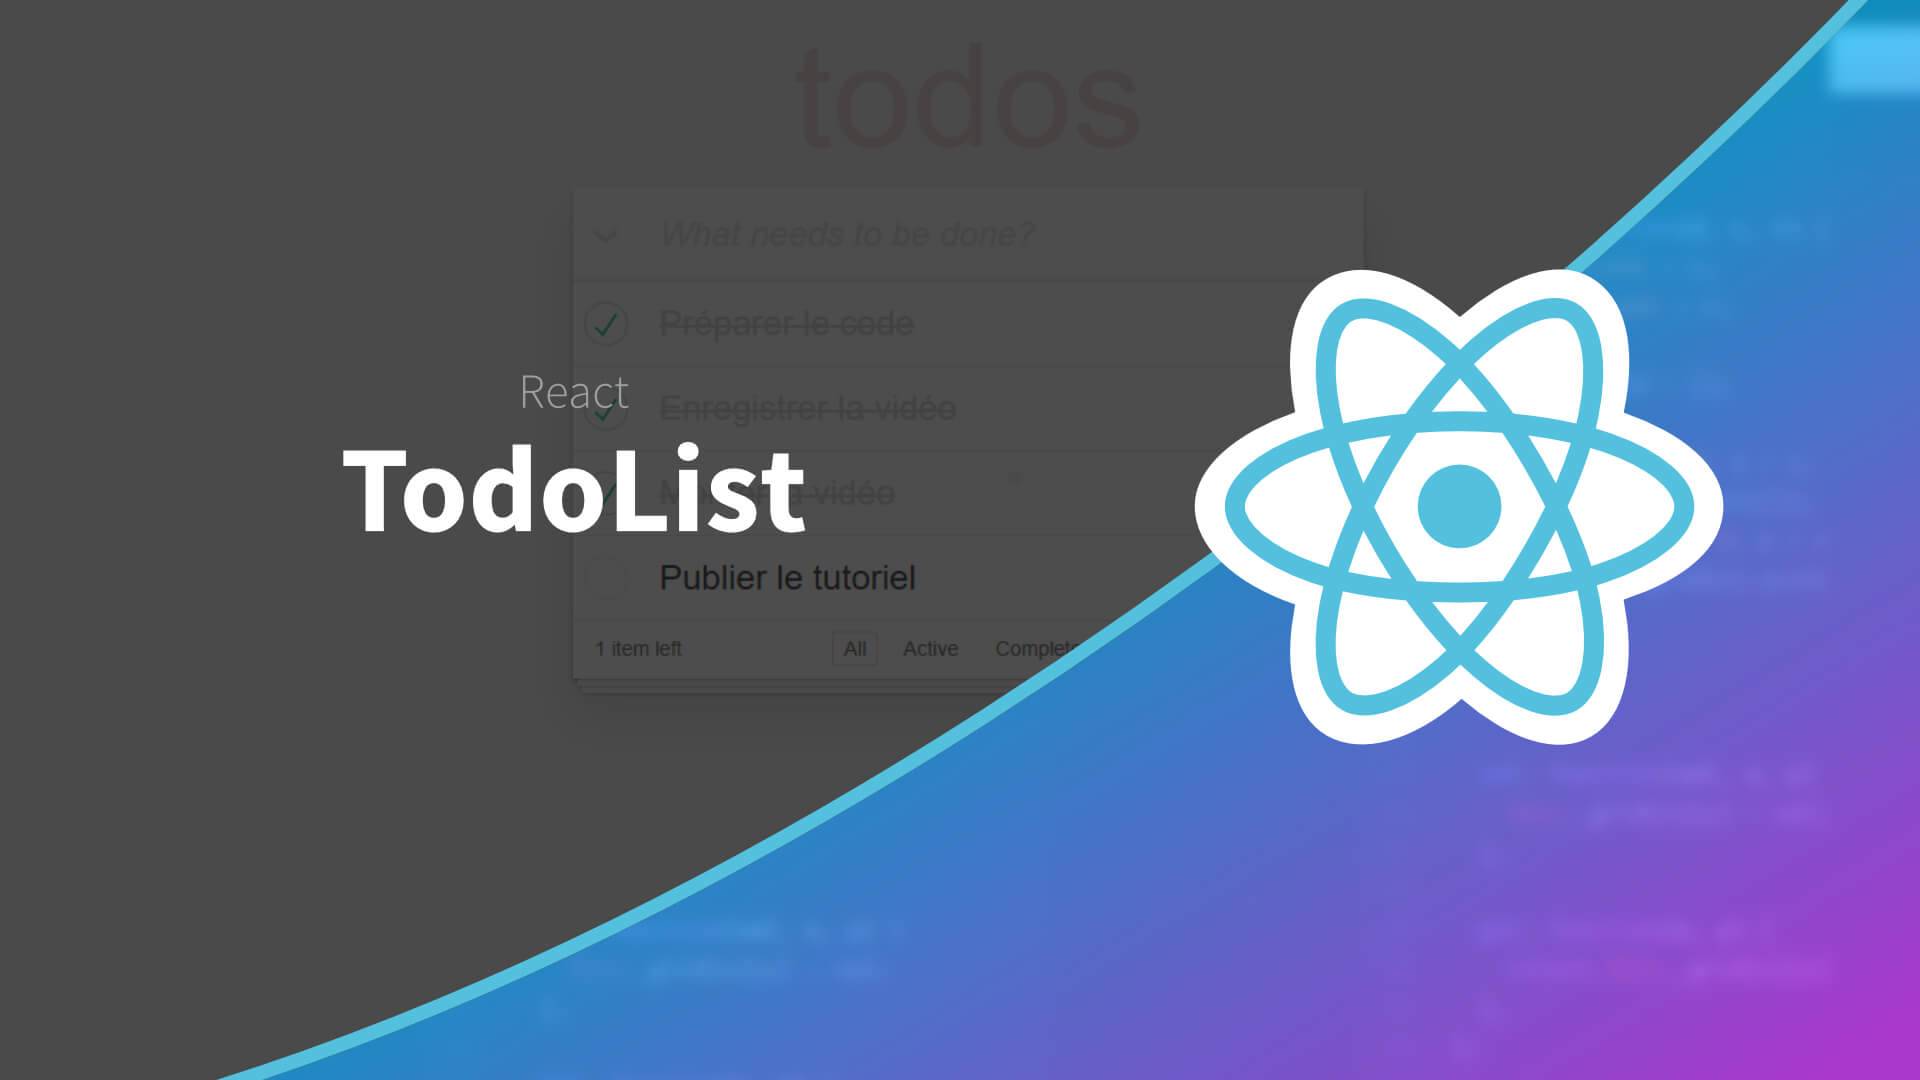 todos
What needs to be done?
Préparer le code
React
Enregistrer la vidéo
TodoList
vidéo
Publier le tutoriel
1 item left
All
Active